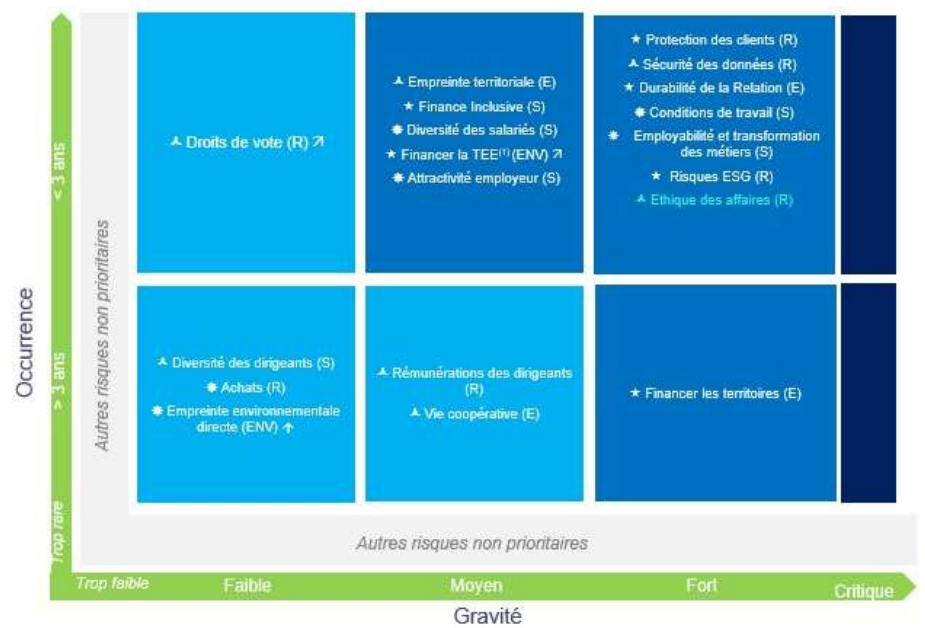 ★ Protection des clients (R)
Sécurité des données (R)
★ Durabilité de la Relation (E)
Conditions de travail (S)
Employabilité et transformation
des métiers (S)
★ Risques ESG (R)
Ethique des affaires (R)
Empreinte territoriale (E)
★ Finance Inclusive (S)
Diversité des salariés (S)
★ Financer la TEE⁽¹⁾ (ENV) ↗
Attractivité employeur (S)
Droits de vote (R) ↗
< 3 ans
Autres risques non prioritaires
Occurrence
> 3 ans
Diversité des dirigeants (S)
Achats (R)
Empreinte environnementale
directe (ENV) ↑
Rémunérations des dirigeants
(R)
Vie coopérative (E)
★ Financer les territoires (E)
Trop rare
Autres risques non prioritaires
Trop faible
Faible
Moyen
Fort
Critique
Gravité